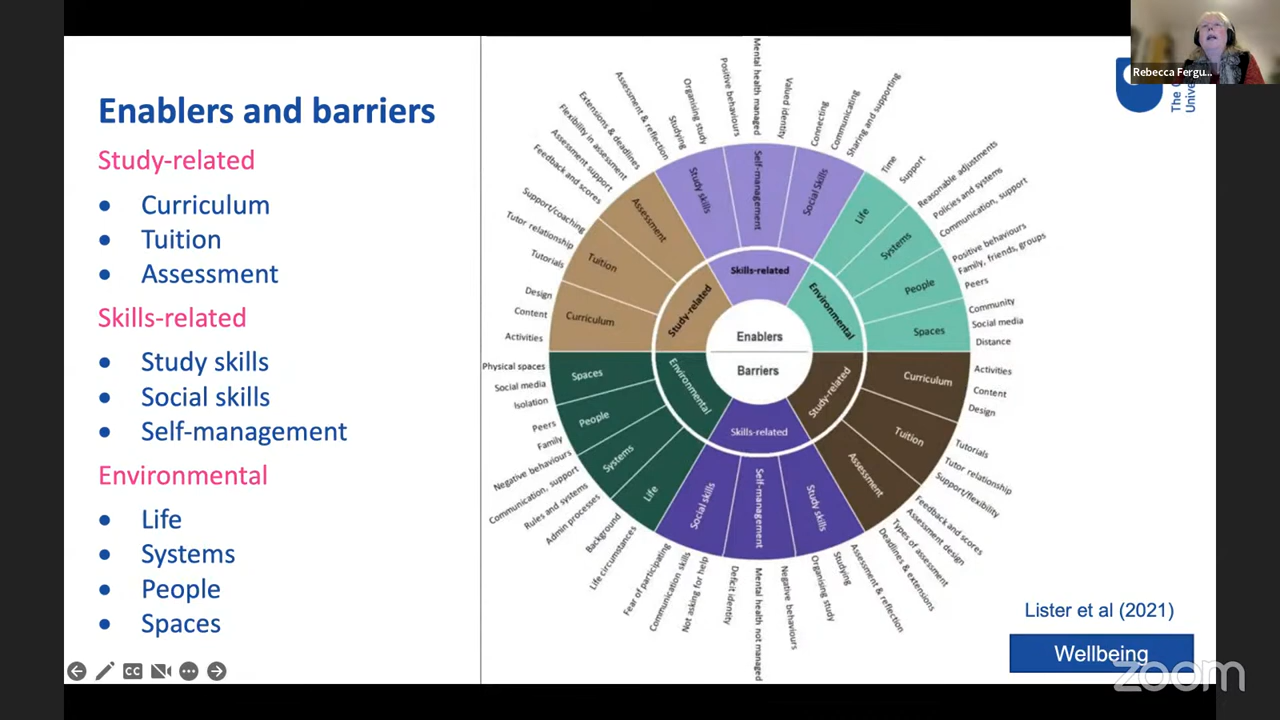 Enablers and barriers
Study-related
• Curriculum
• Tuition
• Assessment
Skills-related
• Study skills
• Social skills
• Self-management
Environmental
• Life
• Systems
• People
• Spaces
Enablers
Study-related
Curriculum
Activities
Content
Design
Tuition
Tutorials
Tutor relationship
Support/coaching
Assessment
Feedback and scores
Assessment support
Flexibility in assessment
Extensions & deadlines
Skills-related
Study skills
Assessment & reflection
Studying
Organising study
Self-management
Positive behaviours
Mental health managed
Valued identity
Social Skills
Connecting
Communicating
Sharing and supporting
Environmental
Life
Time
Support
Systems
Reasonable adjustments
Policies and systems
Communication, support
People
Positive behaviours
Family, friends, groups
Peers
Spaces
Community
Social media
Distance
Barriers
Study-related
Curriculum
Activities
Content
Design
Tuition
Tutorials
Tutor relationship
Support/flexibility
Assessment
Feedback and scores
Assessment design
Types of assessment
Deadlines & extensions
Skills-related
Study skills
Assessment & reflection
Studying
Organising study
Self-management
Negative behaviours
Mental health not managed
Deficit identity
Social skills
Not asking for help
Communication skills
Fear of participating
Environmental
Life
Life circumstances
Background
Systems
Admin processes
Rules and systems
Communication, support
People
Negative behaviours
Family
Peers
Spaces
Isolation
Social media
Physical spaces
Lister et al (2021)
Wellbeing
zoom
Rebecca Fergu...
The
Univer
CC